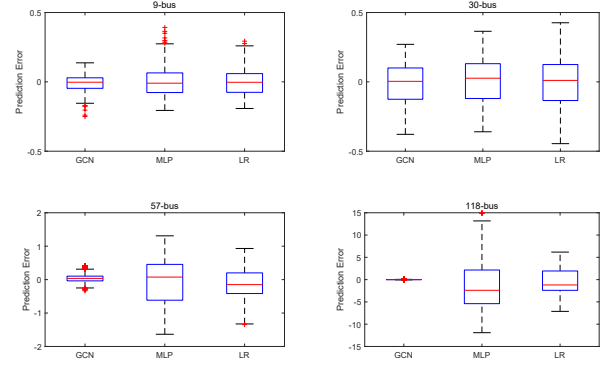 9-bus
30-bus
0.5
0
-0.5
Prediction Error
GCN
MLP
LR
0.5
0
-0.5
Prediction Error
GCN
MLP
LR
57-bus
118-bus
2
1
0
-1
-2
Prediction Error
GCN
MLP
LR
15
10
5
0
-5
-10
-15
Prediction Error
GCN
MLP
LR